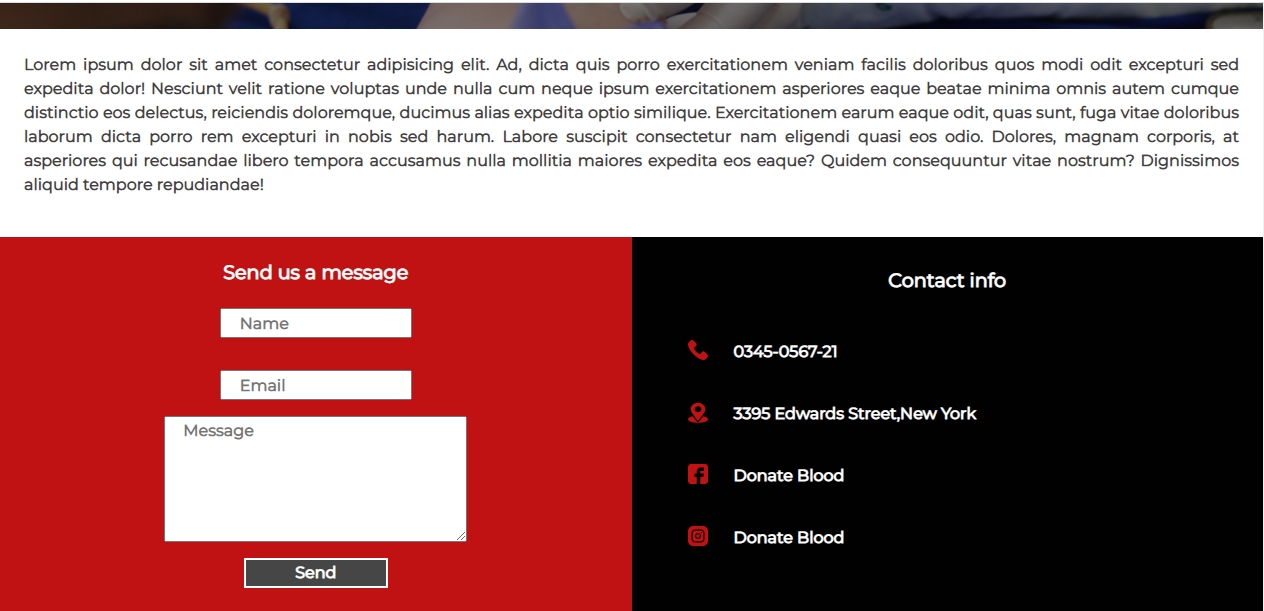 Lorem ipsum dolor sit amet consectetur adipisicing elit. Ad, dicta quis porro exercitationem veniam facilis doloribus quos modi odit excepturi sed
expedita dolor! Nesciunt velit ratione voluptas unde nulla cum neque ipsum exercitationem asperiores eaque beatae minima omnis autem cumque
distinctio eos delectus, reiciendis doloremque, ducimus alias expedita optio similique. Exercitationem earum eaque odit, quas sunt, fuga vitae doloribus
laborum dicta porro rem excepturi in nobis sed harum. Labore suscipit consectetur nam eligendi quasi eos odio. Dolores, magnam corporis, at
asperiores qui recusandae libero tempora accusamus nulla mollitia maiores expedita eos eaque? Quidem consequuntur vitae nostrum? Dignissimos
aliquid tempore repudiandae!
Send us a message
Name
Email
Message
Send
Contact info
0345-0567-21
3395 Edwards Street,New York
Donate Blood
Donate Blood